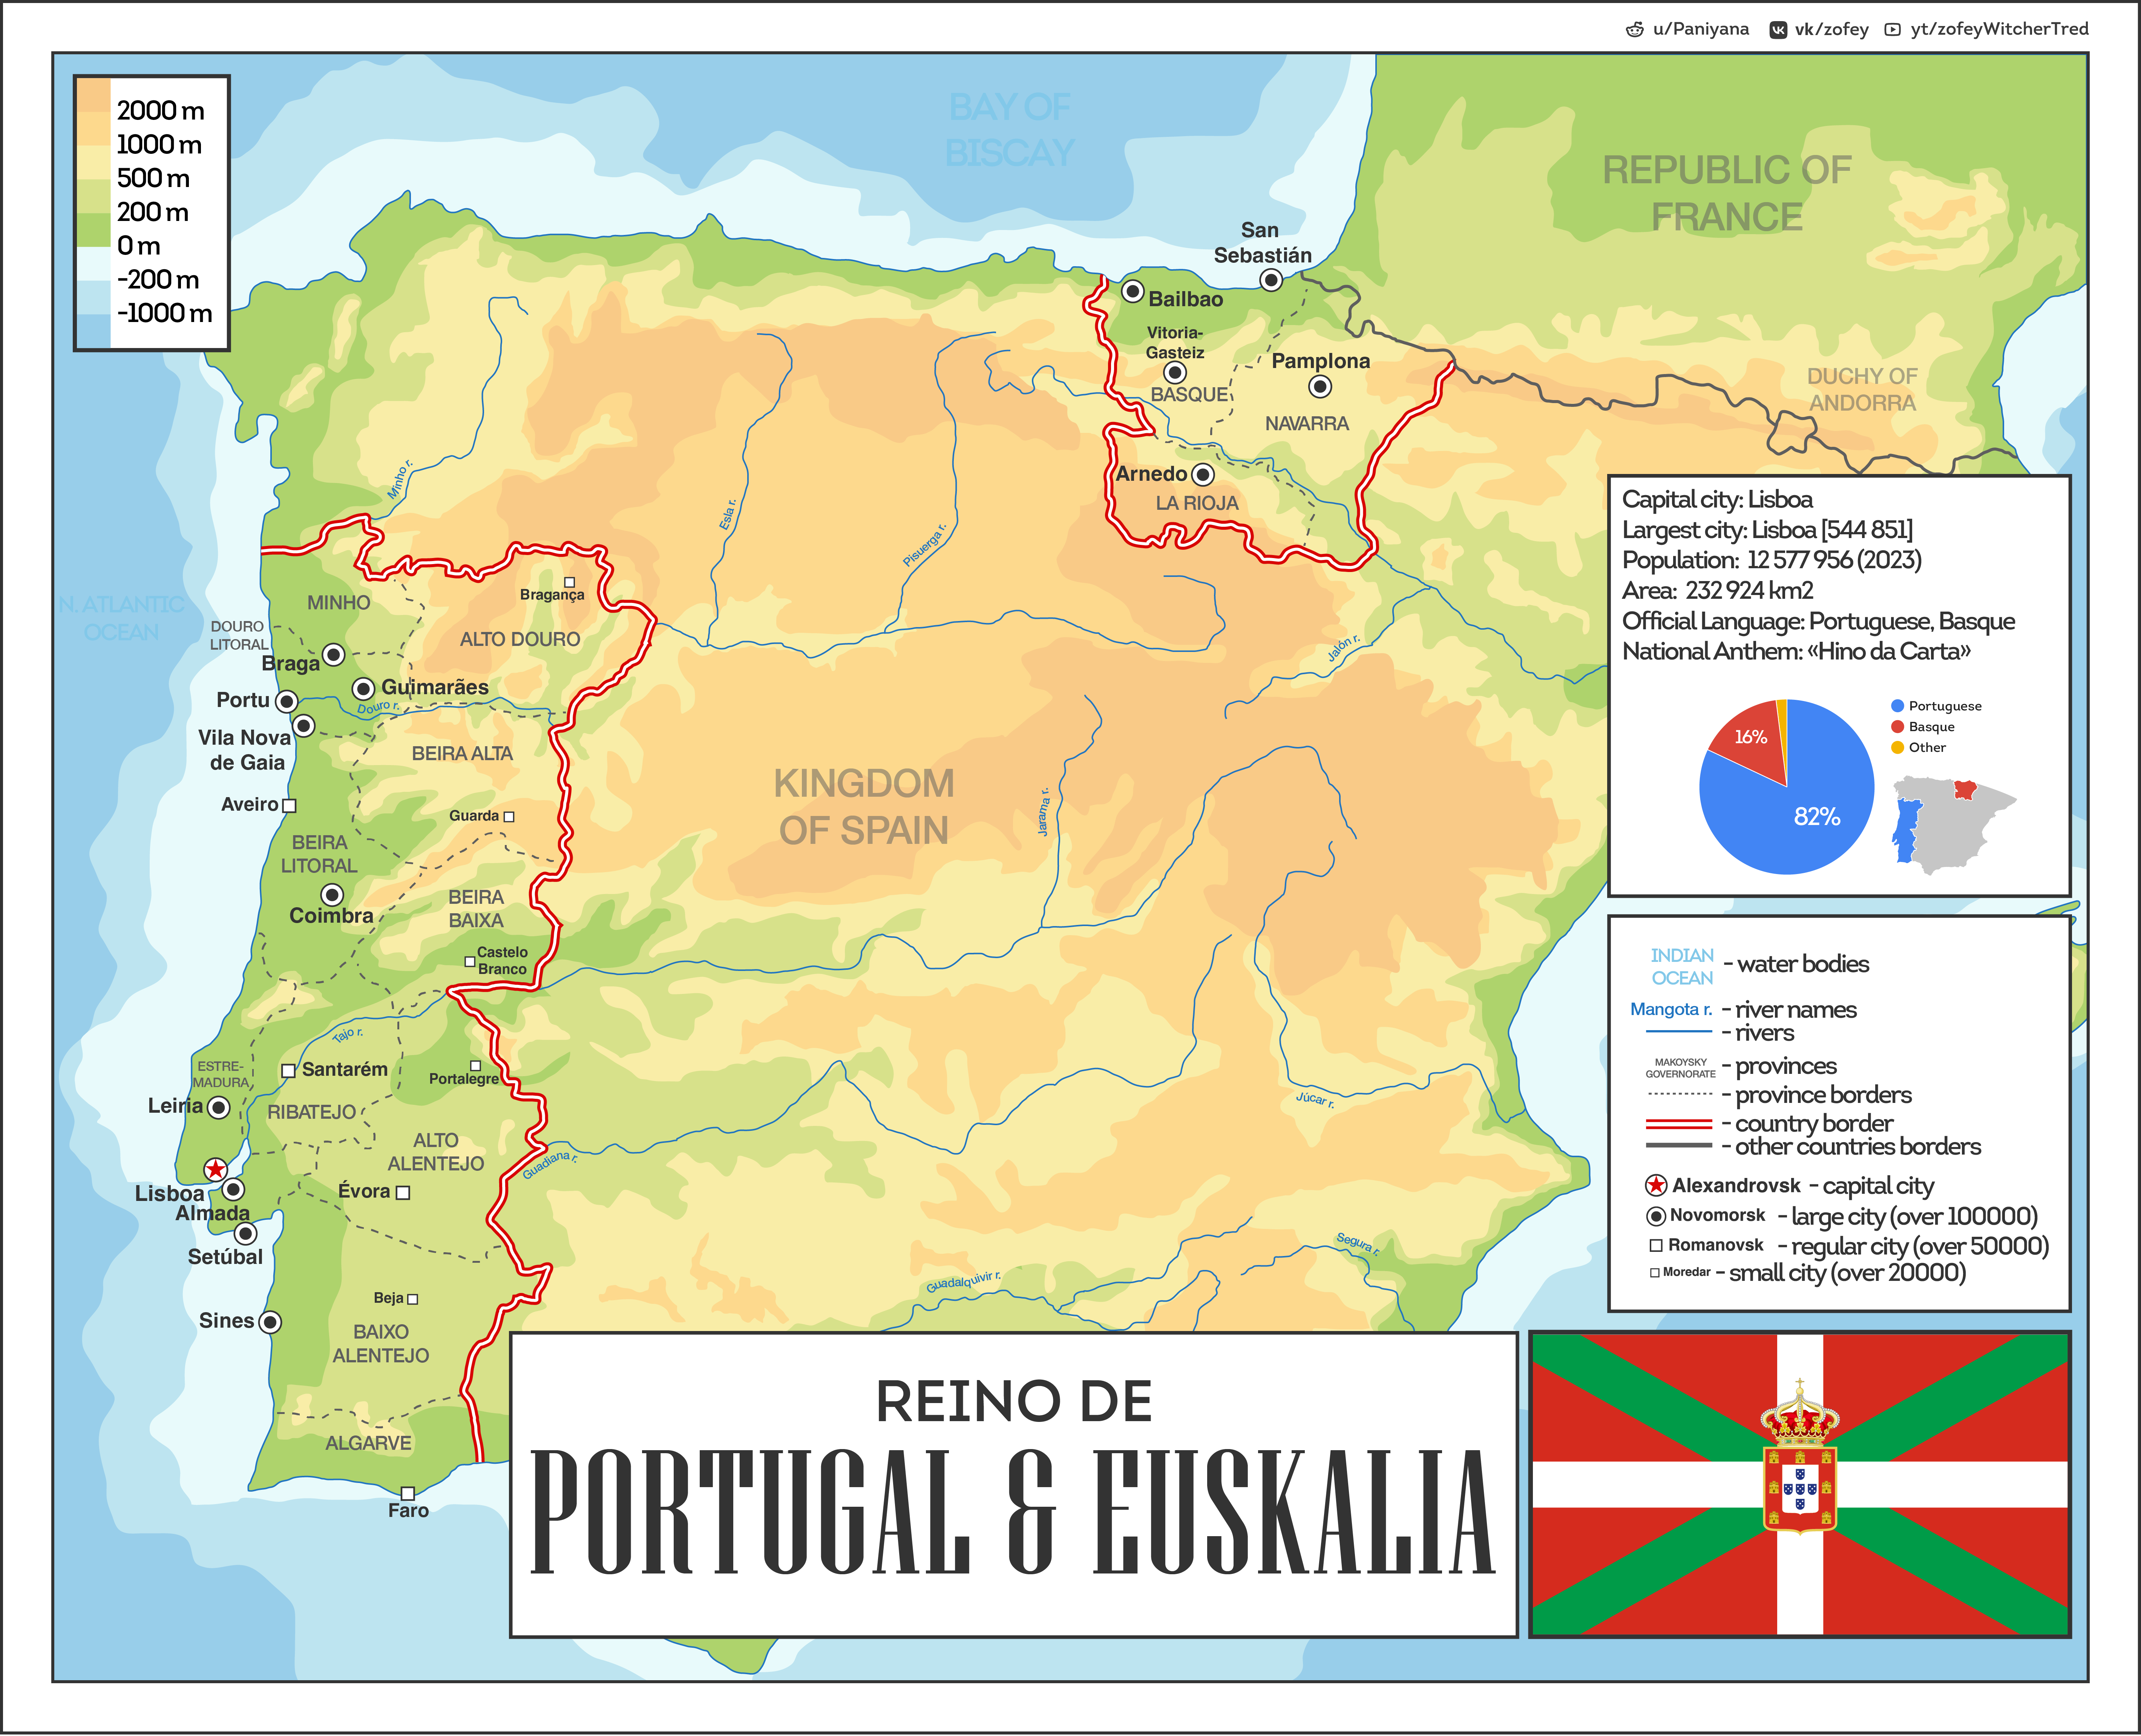 u/Paniyana
vk/zofey
yt/zofeyWitcherTred
2000 m
1000 m
500 m
200 m
0 m
-200 m
-1000 m
BAY OF
BISCAY
REPUBLIC OF
FRANCE
San
Sebastián
Bailbao
Vitoria-
Gasteiz
BASQUE
Pamplona
NAVARRA
DUCHY OF
ANDORRA
Arnedo
LA RIOJA
Minho r.
Esla r.
Pisuerga r.
N. ATLANTIC
OCEAN
MINHO
Bragança
DOURO
LITORAL
ALTO DOURO
Braga
Guimarães
Portu
Douro r.
Jalón r.
Vila Nova
de Gaia
BEIRA ALTA
KINGDOM
OF SPAIN
Jarama r.
Aveiro
Guarda
BEIRA
LITORAL
Coimbra
BEIRA
BAIXA
Castelo
Branco
Tajo r.
ESTRE-
MADURA
Santarém
Portalegre
Leiria
RIBATEJO
Júcar r.
ALTO
ALENTEJO
Guadiana r.
Lisboa
Évora
Almada
Setúbal
Segura r.
Guadalquivir r.
Beja
Sines
BAIXO
ALENTEJO
ALGARVE
Faro
Capital city: Lisboa
Largest city: Lisboa [544 851]
Population: 12 577 956 (2023)
Area: 232 924 km2
Official Language: Portuguese, Basque
National Anthem: «Hino da Carta»
16%
82%
Portuguese
Basque
Other
INDIAN
OCEAN
- water bodies
Mangota r. - river names
- rivers
MAKOYSKY
GOVERNORATE
- provinces
- province borders
- country border
- other countries borders
Alexandrovsk - capital city
Novomorsk - large city (over 100000)
Romanovsk - regular city (over 50000)
Moredar - small city (over 20000)
REINO DE
PORTUGAL & EUSKALIA